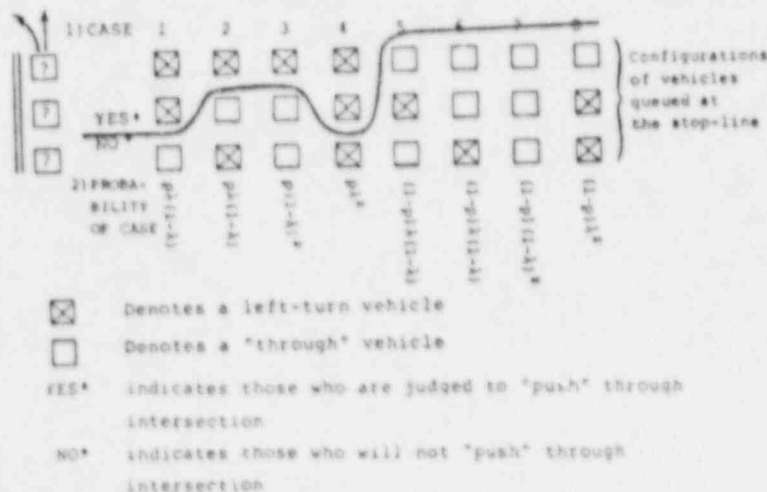 1) CASE 1 2 3 4 5 6 7 8
? 
?
?
YES*
NO*
Configurations
of vehicles
queued at
the stop-line
2) PROBA-
BILITY
OF CASE
Denotes a left-turn vehicle
Denotes a "through" vehicle
YES* indicates those who are judged to "push" through
intersection
NO* indicates those who will not "push" through
intersection